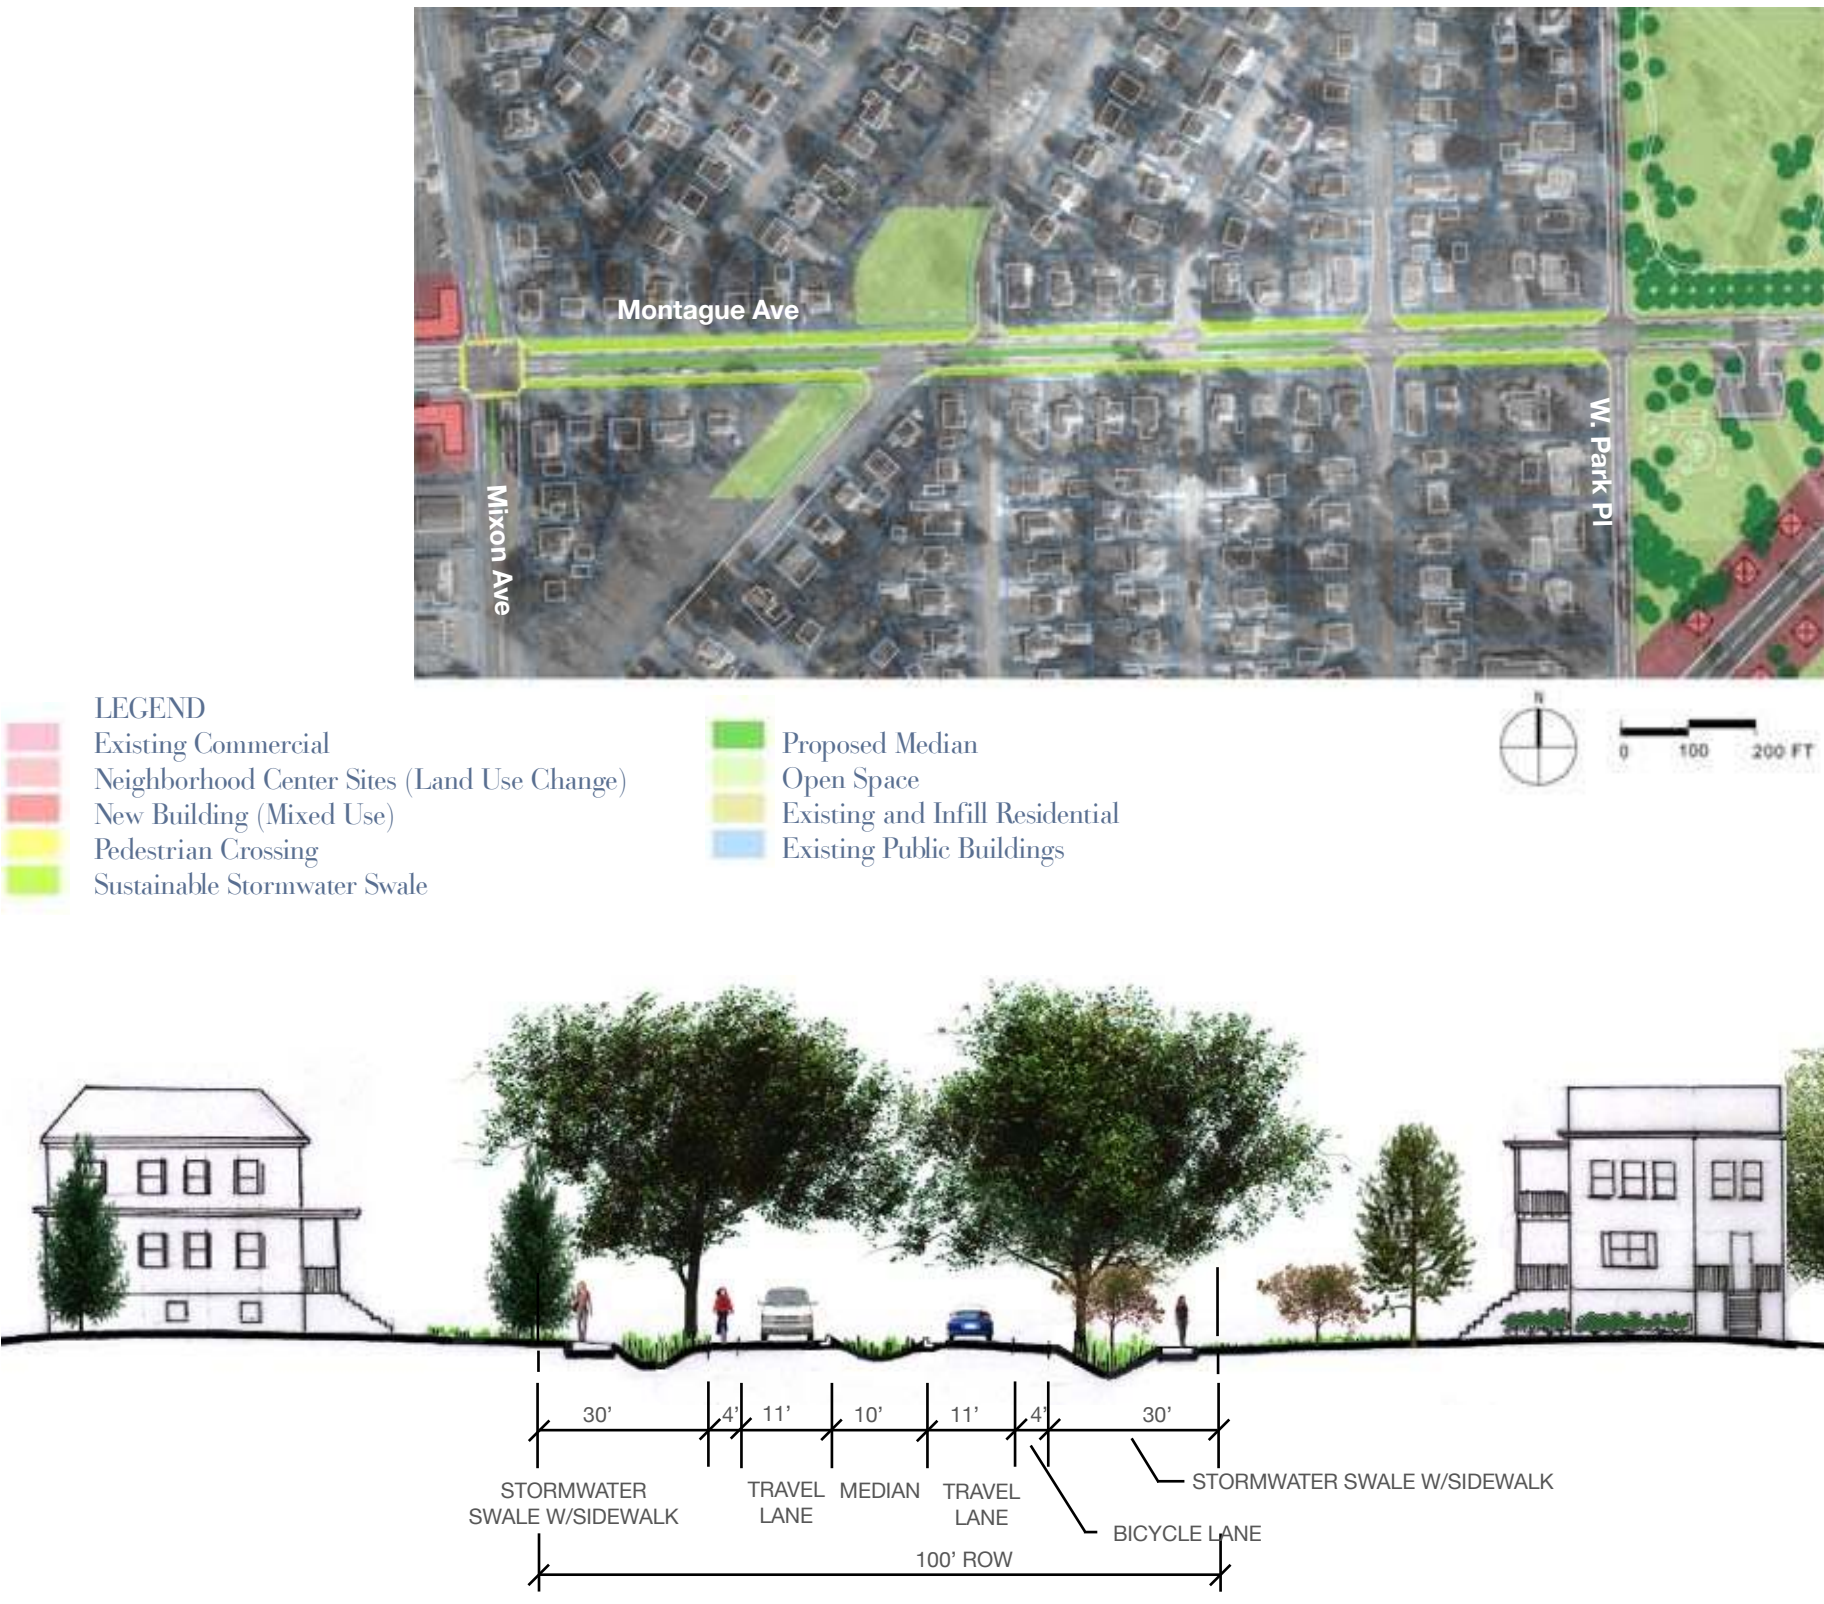 Montague Ave
Mixon Ave
W. Park Pl
LEGEND
Existing Commercial
Neighborhood Center Sites (Land Use Change)
New Building (Mixed Use)
Pedestrian Crossing
Sustainable Stormwater Swale
Proposed Median
Open Space
Existing and Infill Residential
Existing Public Buildings
N
0 100 200 FT
30’ 4’ 11’ 10’ 11’ 4’ 30’
STORMWATER
SWALE W/SIDEWALK
TRAVEL
LANE
MEDIAN
TRAVEL
LANE
STORMWATER SWALE W/SIDEWALK
BICYCLE LANE
100’ ROW